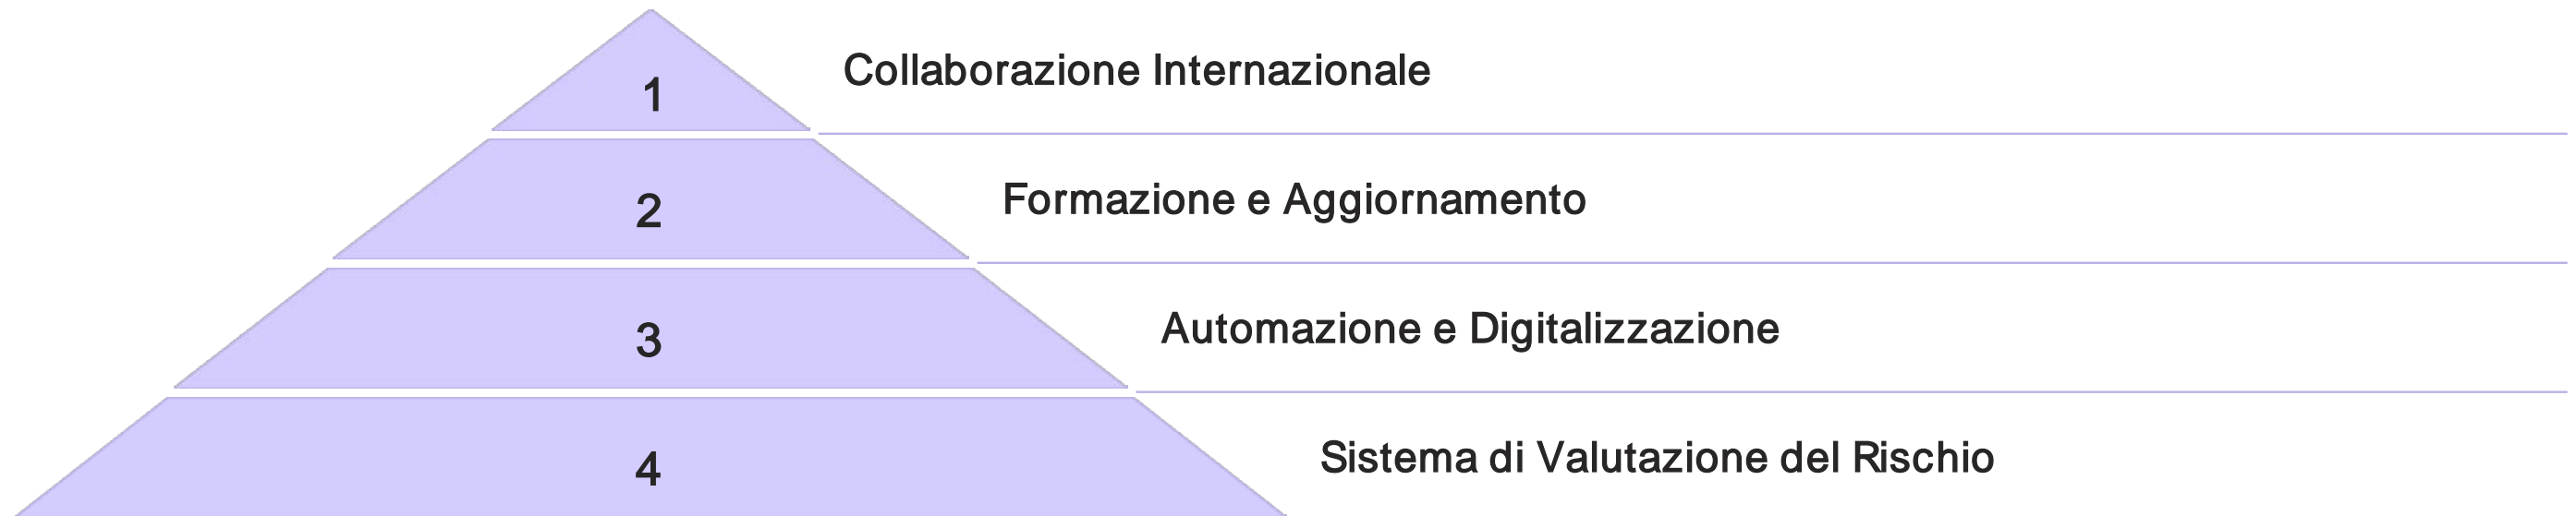 1
Collaborazione Internazionale
2
Formazione e Aggiornamento
3
Automazione e Digitalizzazione
4
Sistema di Valutazione del Rischio